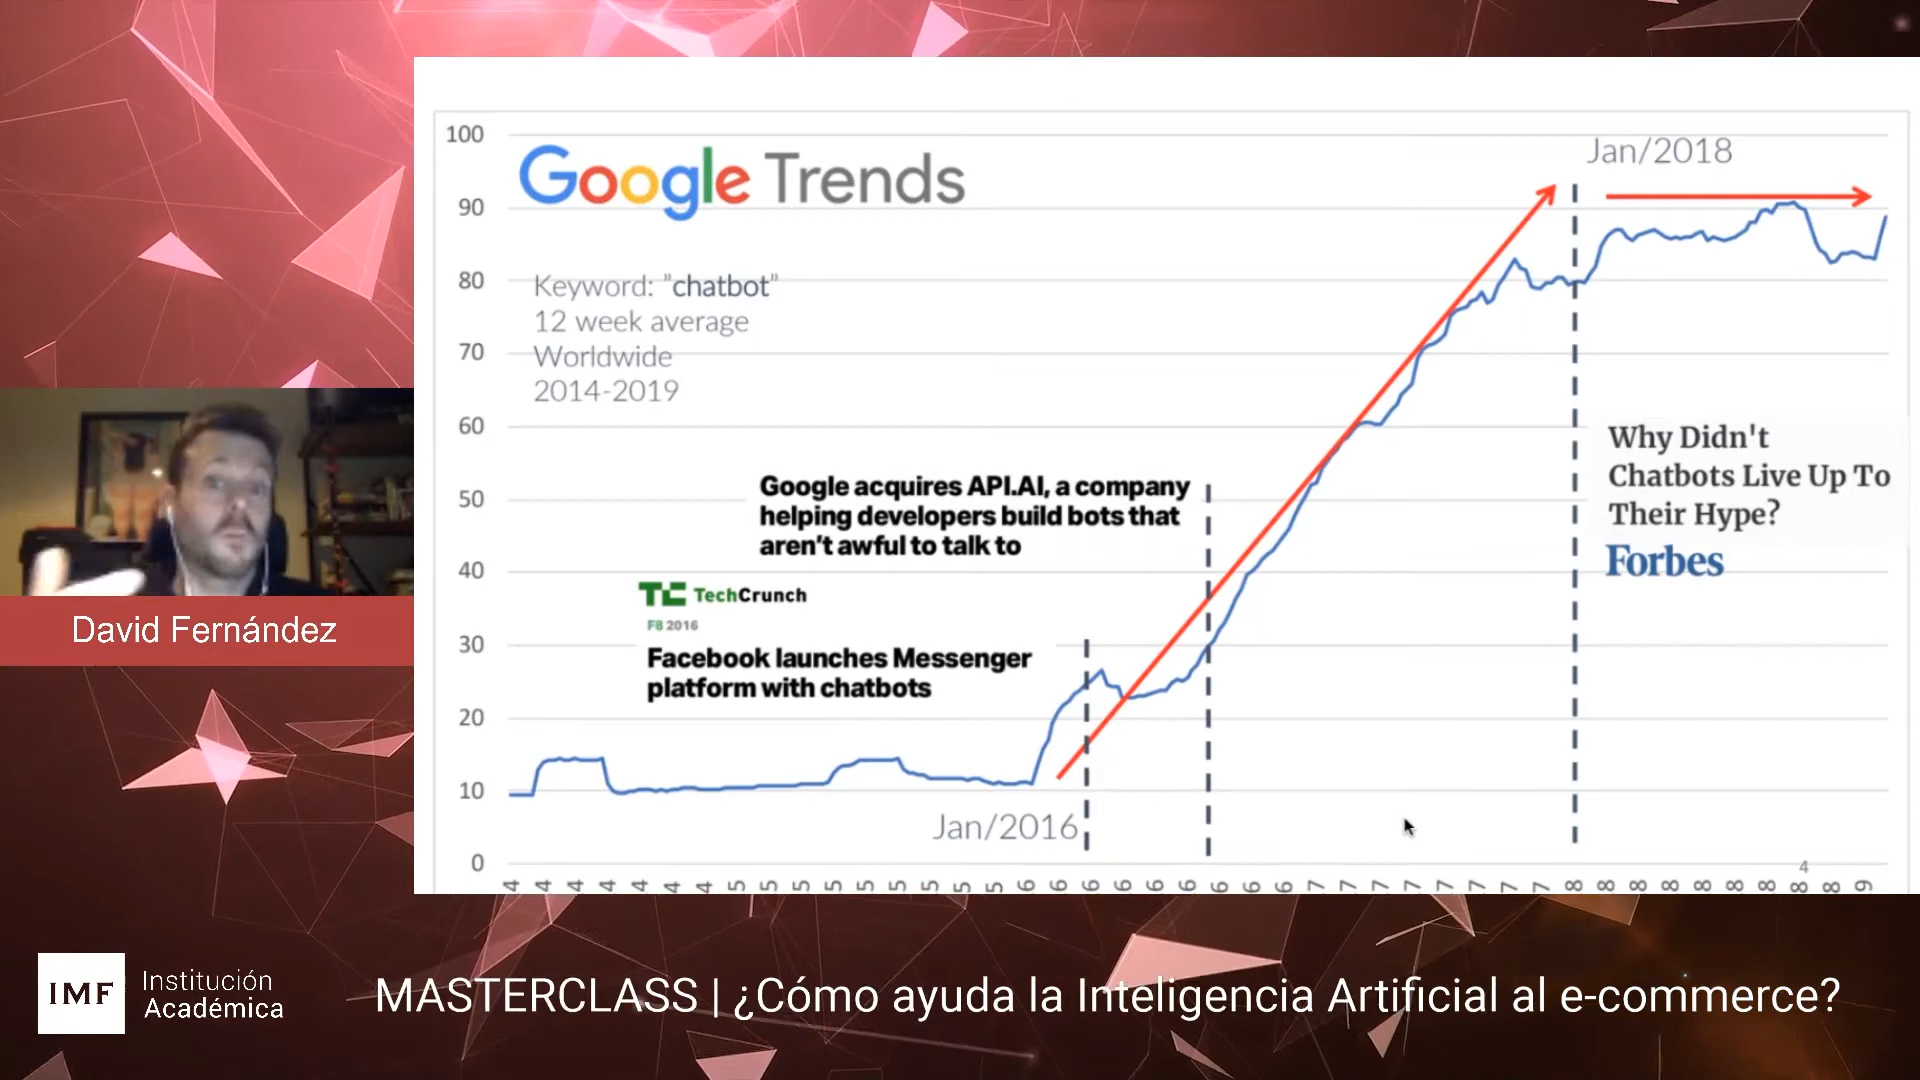 100
90
80
70
60
50
40
30
20
10
0
Google Trends
Keyword: "chatbot"
12 week average
Worldwide
2014-2019
Jan/2018
Google acquires API.AI, a company
helping developers build bots that
aren't awful to talk to
TC TechCrunch
F8 2016
Facebook launches Messenger
platform with chatbots
Jan/2016
Why Didn't
Chatbots Live Up To
Their Hype?
Forbes
4
David Fernández
IMF Institución
Académica
MASTERCLASS | ¿Cómo ayuda la Inteligencia Artificial al e-commerce?